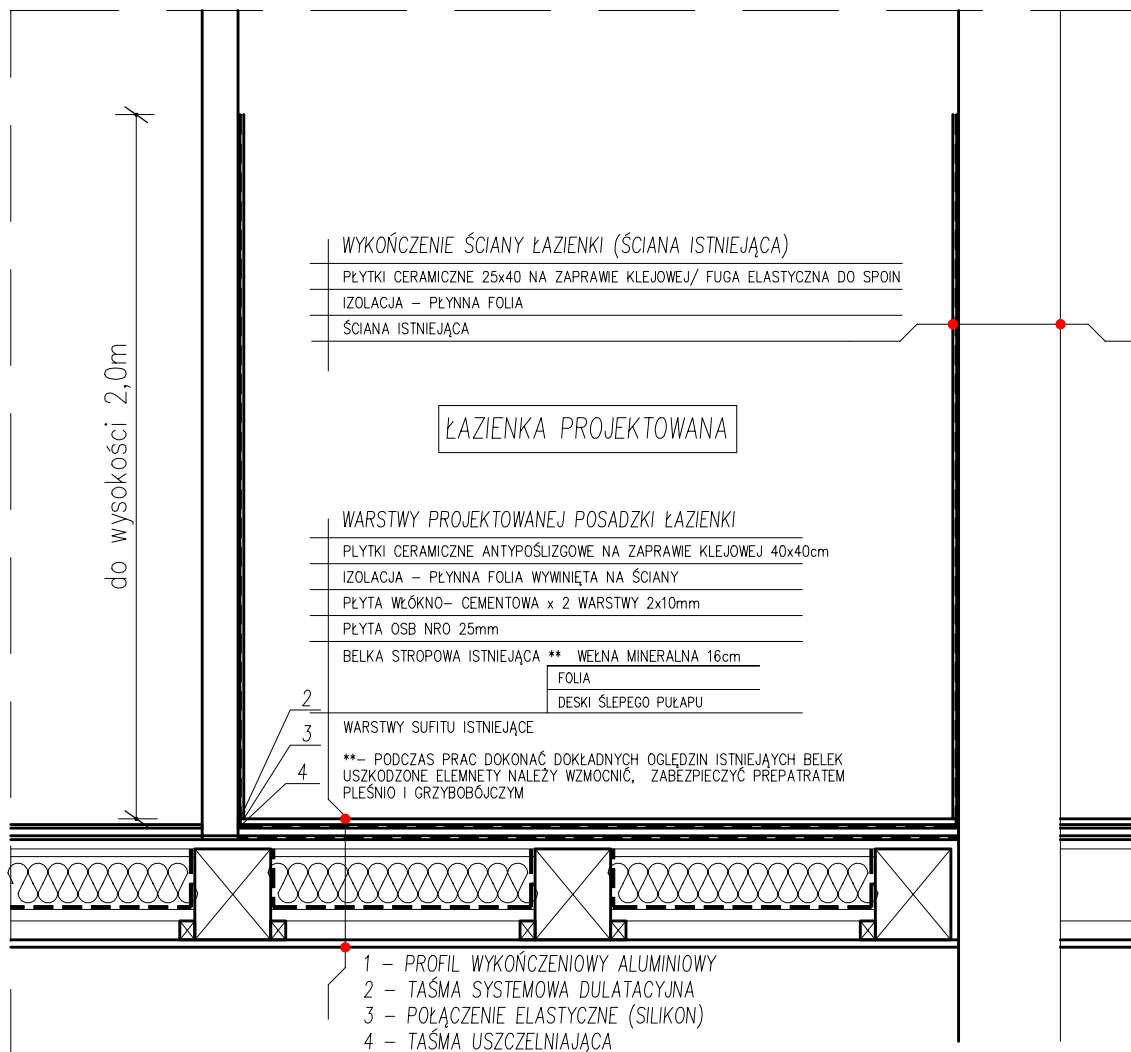 do wysokości 2,0m
WYKOŃCZENIE ŚCIANY ŁAZIENKI (ŚCIANA ISTNIEJĄCA)
PŁYTKI CERAMICZNE 25x40 NA ZAPRAWIE KLEJOWEJ/ FUGA ELASTYCZNA DO SPOIN
IZOLACJA – PŁYNNA FOLIA
ŚCIANA ISTNIEJĄCA
ŁAZIENKA PROJEKTOWANA
WARSTWY PROJEKTOWANEJ POSADZKI ŁAZIENKI
PLYTKI CERAMICZNE ANTYPOŚLIZGOWE NA ZAPRAWIE KLEJOWEJ 40x40cm
IZOLACJA – PŁYNNA FOLIA WYWINIĘTA NA ŚCIANY
PŁYTA WŁÓKNO– CEMENTOWA x 2 WARSTWY 2x10mm
PŁYTA OSB NRO 25mm
BELKA STROPOWA ISTNIEJĄCA ** WEŁNA MINERALNA 16cm
FOLIA
DESKI ŚLEPEGO PUŁAPU
WARSTWY SUFITU ISTNIEJĄCE
**– PODCZAS PRAC DOKONAĆ DOKŁADNYCH OGLĘDZIN ISTNIEJĄYCH BELEK
USZKODZONE ELEMNETY NALEŻY WZMOCNIĆ, ZABEZPIECZYĆ PREPATRATEM
PLEŚNIO I GRZYBOBÓJCZYM
2
3
4
1 – PROFIL WYKOŃCZENIOWY ALUMINIOWY
2 – TAŚMA SYSTEMOWA DULATACYJNA
3 – POŁĄCZENIE ELASTYCZNE (SILIKON)
4 – TAŚMA USZCZELNIAJĄCA